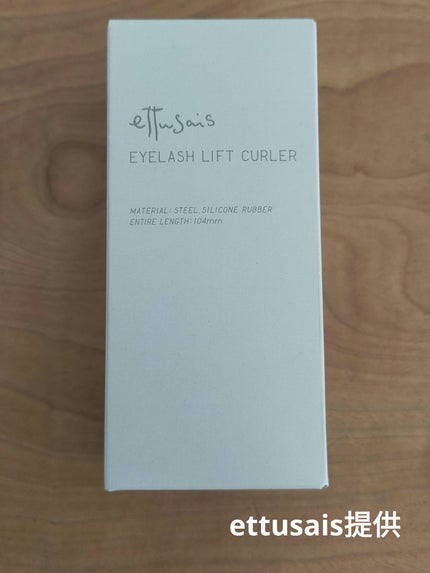 ettusais
EYELASH LIFT CURLER
MATERIAL: STEEL, SILICONE RUBBER
ENTIRE LENGTH: 104mm
ettusais提供